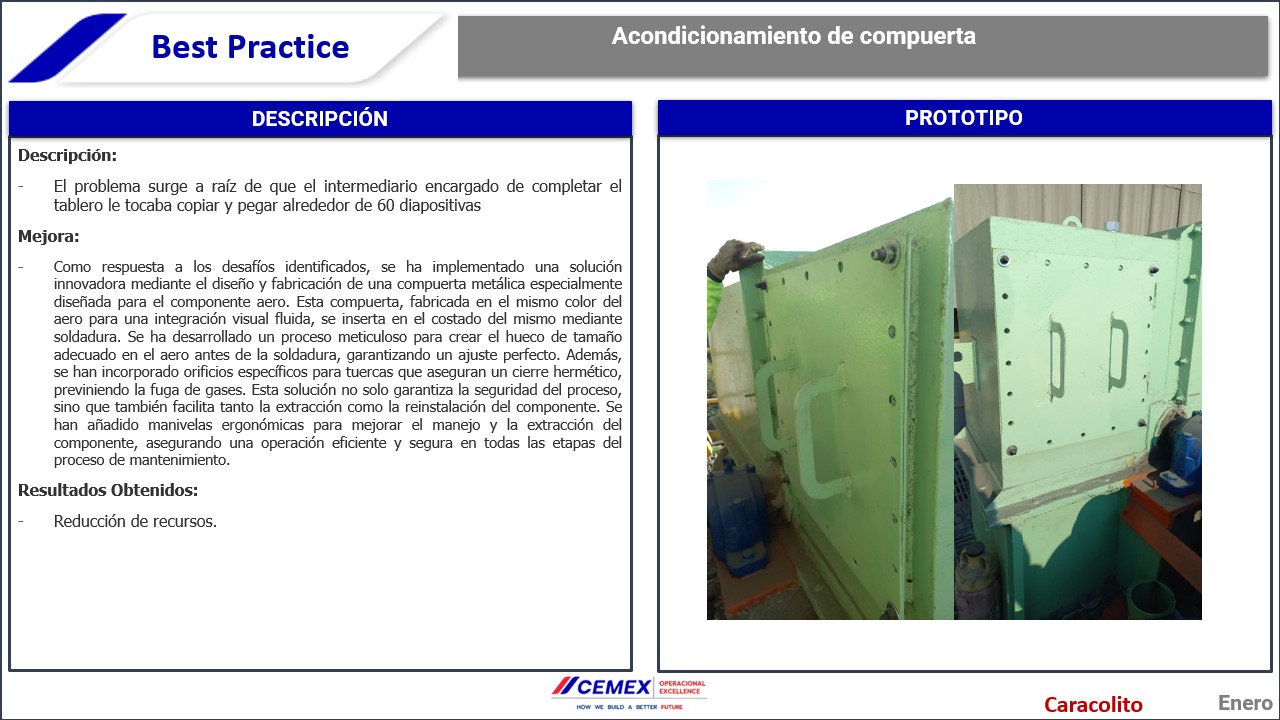 Best Practice
Acondicionamiento de compuerta
DESCRIPCIÓN
Descripción:
- El problema surge a raíz de que el intermediario encargado de completar el
tablero le tocaba copiar y pegar alrededor de 60 diapositivas
Mejora:
- Como respuesta a los desafíos identificados, se ha implementado una solución
innovadora mediante el diseño y fabricación de una compuerta metálica especialmente
diseñada para el componente aero. Esta compuerta, fabricada en el mismo color del
aero para una integración visual fluida, se inserta en el costado del mismo mediante
soldadura. Se ha desarrollado un proceso meticuloso para crear el hueco de tamaño
adecuado en el aero antes de la soldadura, garantizando un ajuste perfecto. Además,
se han incorporado orificios específicos para tuercas que aseguran un cierre hermético,
previniendo la fuga de gases. Esta solución no solo garantiza la seguridad del proceso,
sino que también facilita tanto la extracción como la reinstalación del componente. Se
han añadido manivelas ergonómicas para mejorar el manejo y la extracción del
componente, asegurando una operación eficiente y segura en todas las etapas del
proceso de mantenimiento.
Resultados Obtenidos:
- Reducción de recursos.
PROTOTIPO
CEMEX
OPERACIONAL
EXCELLENCE
HOW WE BUILD A BETTER FUTURE
Caracolito
Enero